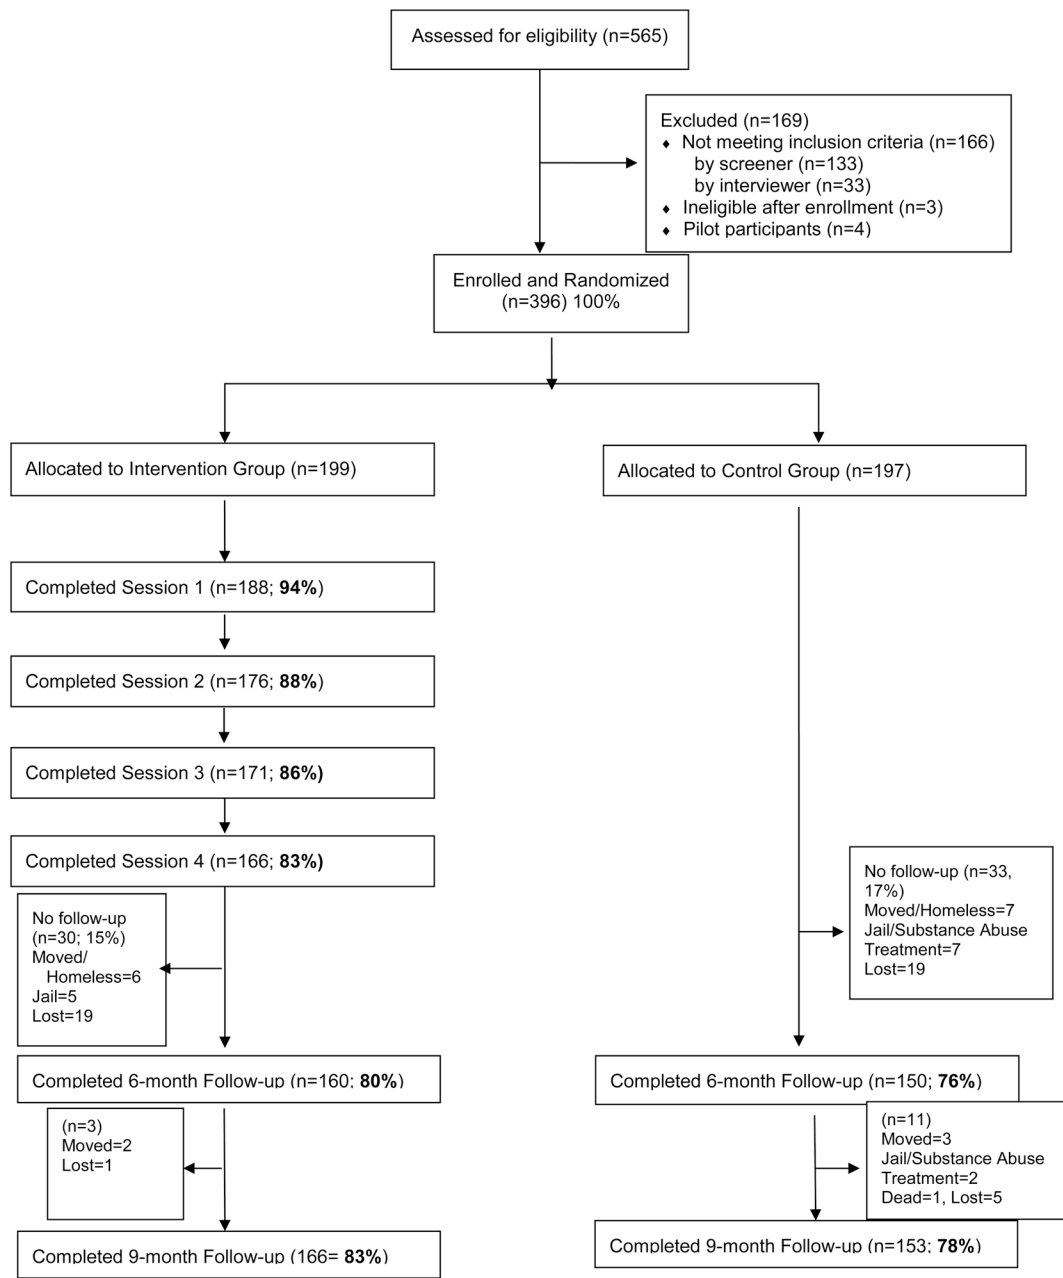 Assessed for eligibility (n=565)
Excluded (n=169)
♦ Not meeting inclusion criteria (n=166)
by screener (n=133)
by interviewer (n=33)
♦ Ineligible after enrollment (n=3)
♦ Pilot participants (n=4)
Enrolled and Randomized
(n=396) 100%
Allocated to Intervention Group (n=199)
Allocated to Control Group (n=197)
Completed Session 1 (n=188; 94%)
Completed Session 2 (n=176; 88%)
Completed Session 3 (n=171; 86%)
Completed Session 4 (n=166; 83%)
No follow-up
(n=30; 15%)
Moved/
Homeless=6
Jail=5
Lost=19
No follow-up (n=33,
17%)
Moved/Homeless=7
Jail/Substance Abuse
Treatment=7
Lost=19
Completed 6-month Follow-up (n=160; 80%)
Completed 6-month Follow-up (n=150; 76%)
(n=3)
Moved=2
Lost=1
(n=11)
Moved=3
Jail/Substance Abuse
Treatment=2
Dead=1, Lost=5
Completed 9-month Follow-up (166= 83%)
Completed 9-month Follow-up (n=153; 78%)